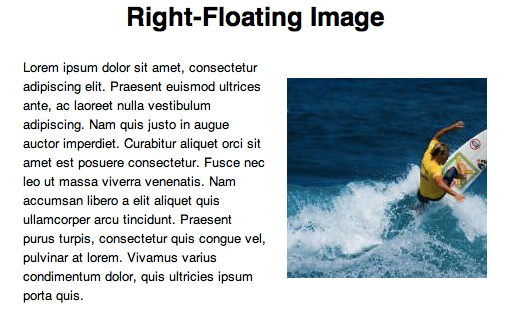 Right-Floating Image
Lorem ipsum dolor sit amet, consectetur
adipiscing elit. Praesent euismod ultrices
ante, ac laoreet nulla vestibulum
adipiscing. Nam quis justo in augue
auctor imperdiet. Curabitur aliquet orci sit
amet est posuere consectetur. Fusce nec
leo ut massa viverra venenatis. Nam
accumsan libero a elit aliquet quis
ullamcorper arcu tincidunt. Praesent
purus turpis, consectetur quis congue vel,
pulvinar at lorem. Vivamus varius
condimentum dolor, quis ultricies ipsum
porta quis.